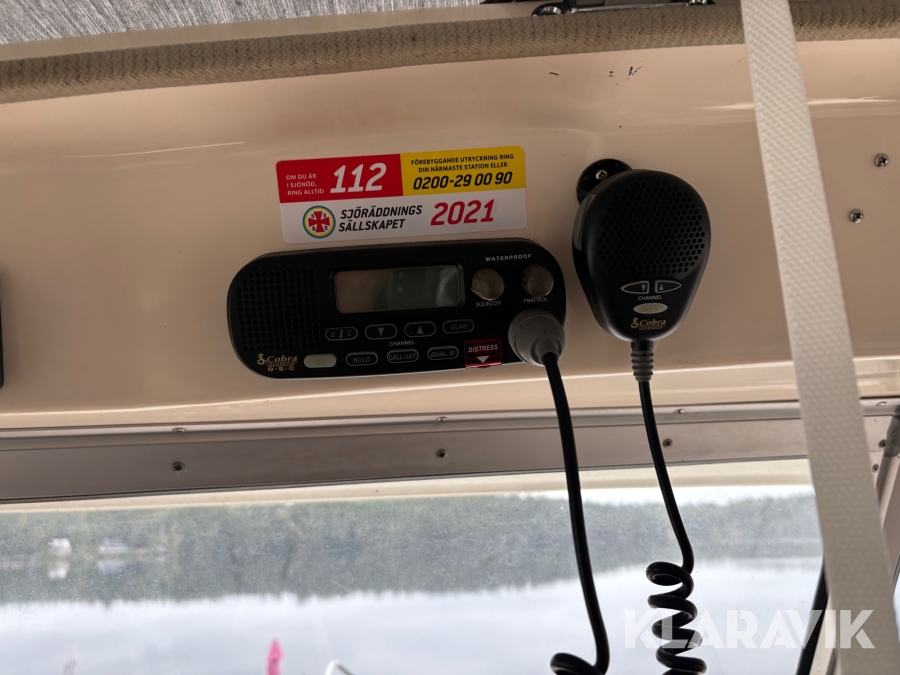 OM DU ÄR
I SJÖNÖD,
RING ALLTID
112
FÖREBYGGANDE UTRYCKNING RING
DIN NÄRMASTE STATION ELLER
0200-29 00 90
SJÖRÄDDNINGS
SÄLLSKAPET
2021
WATERPROOF
SQUELCH
PWR/VOL
SCAN
CHANNEL
HI/LO
CALL/SET
DUAL W
DISTRESS
Cobra
D·S·C
CHANNEL
Cobra
KLARAVIK